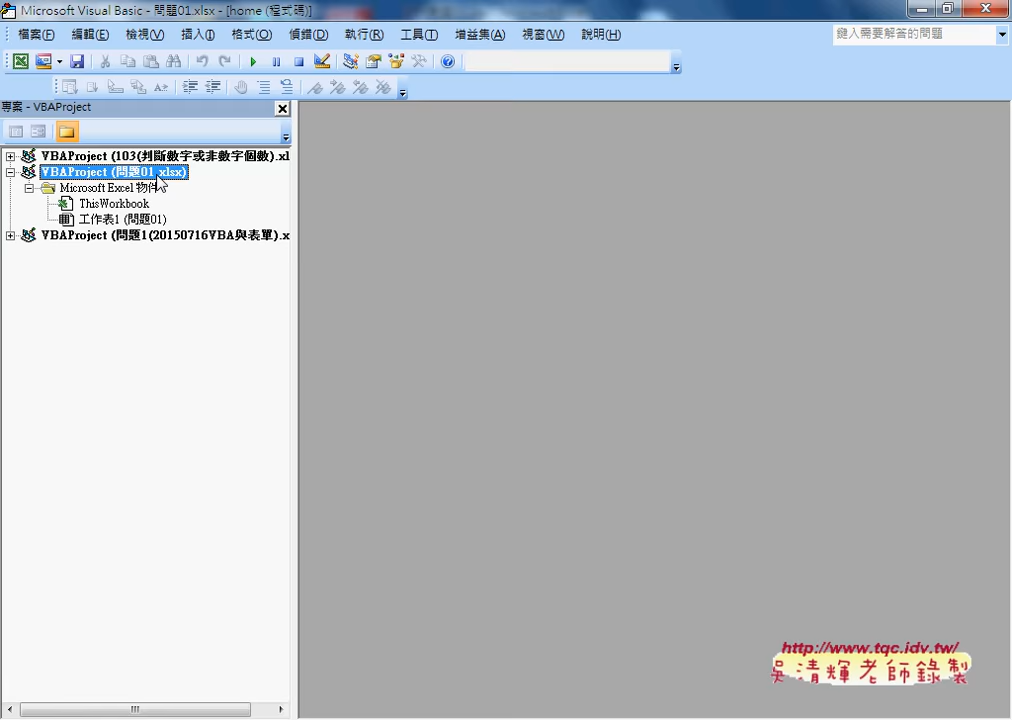 Microsoft Visual Basic - 問題01.xlsx - [home (程式碼)]
檔案(F) 編輯(E) 檢視(V) 插入(I) 格式(O) 偵錯(D) 執行(R) 工具(T) 增益集(A) 視窗(W) 說明(H)
鍵入需要解答的問題
專案 - VBAProject
VBAProject (103(判斷數字或非數字個數).xl
VBAProject (問題01.xlsx)
Microsoft Excel 物件
ThisWorkbook
工作表1 (問題01)
VBAProject (問題1(20150716VBA與表單).x
http://www.tqc.idv.tw/
吳清輝老師錄製